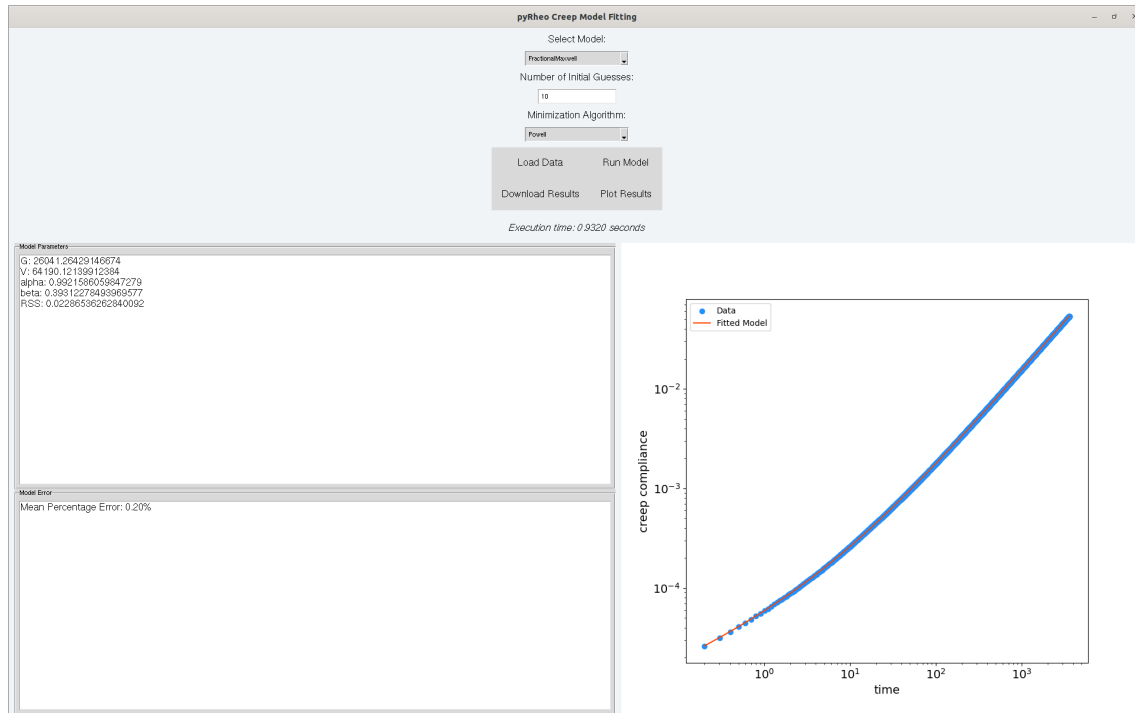 pyRheo Creep Model Fitting
Select Model:
FractionalMaxwell
Number of Initial Guesses:
10
Minimization Algorithm:
Powell
Load Data
Run Model
Download Results
Plot Results
Execution time: 0.9320 seconds
Model Parameters
G: 26041.26429146674
V: 64190.12139912384
alpha: 0.9921586059847279
beta: 0.39312278493969577
RSS: 0.02286536262840092
Model Error
Mean Percentage Error: 0.20%
Data
Fitted Model
creep compliance
10⁻²
10⁻³
10⁻⁴
10⁰
10¹
10²
10³
time